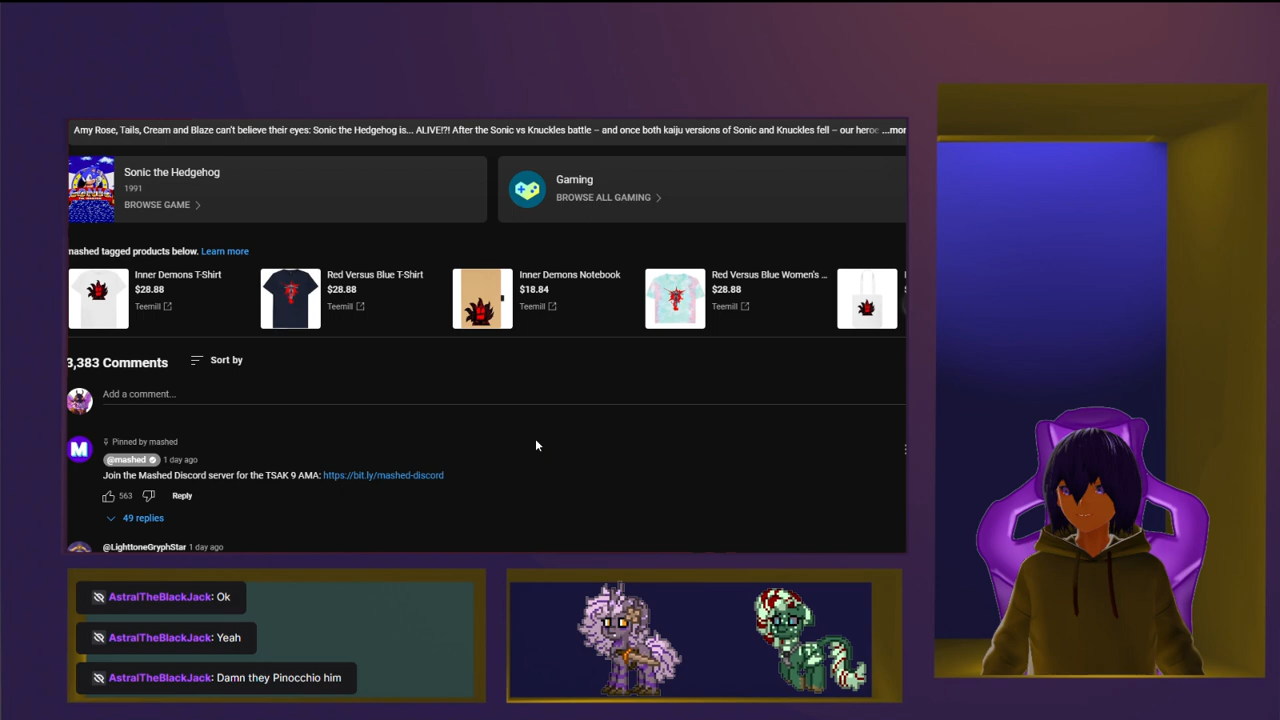 Amy Rose, Tails, Cream and Blaze can't believe their eyes: Sonic the Hedgehog is... ALIVE!?! After the Sonic vs Knuckles battle – and once both kaiju versions of Sonic and Knuckles fell – our heroe ...mor
Sonic the Hedgehog
1991
BROWSE GAME
Gaming
BROWSE ALL GAMING
mashed tagged products below. Learn more
Inner Demons T-Shirt
$28.88
Teemill
Red Versus Blue T-Shirt
$28.88
Teemill
Inner Demons Notebook
$18.84
Teemill
Red Versus Blue Women's ...
$28.88
Teemill
3,383 Comments
Sort by
Add a comment...
M
Pinned by mashed
@mashed 1 day ago
Join the Mashed Discord server for the TSAK 9 AMA: https://bit.ly/mashed-discord
563 Reply
49 replies
@LighttoneGryphStar 1 day ago
AstralTheBlackJack: Ok
AstralTheBlackJack: Yeah
AstralTheBlackJack: Damn they Pinocchio him